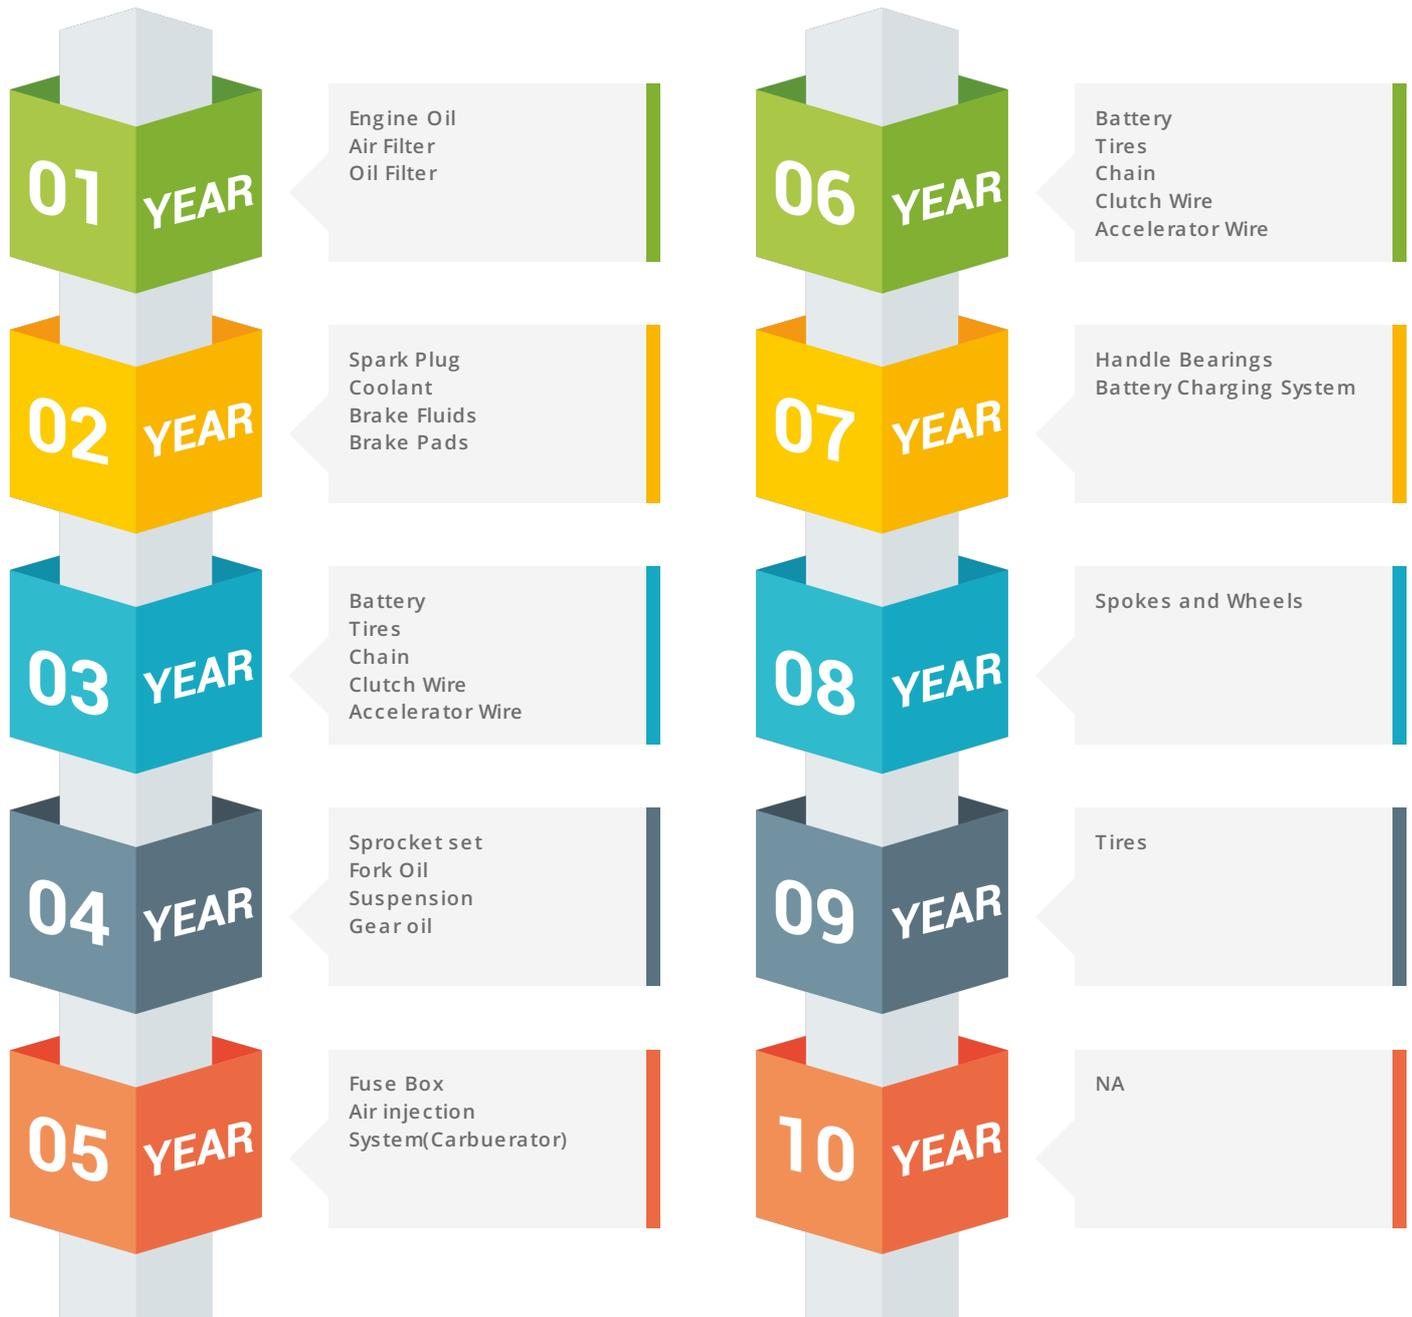 01 YEAR
Engine Oil
Air Filter
Oil Filter
02 YEAR
Spark Plug
Coolant
Brake Fluids
Brake Pads
03 YEAR
Battery
Tires
Chain
Clutch Wire
Accelerator Wire
04 YEAR
Sprocket set
Fork Oil
Suspension
Gear oil
05 YEAR
Fuse Box
Air injection
System(Carbuerator)
06 YEAR
Battery
Tires
Chain
Clutch Wire
Accelerator Wire
07 YEAR
Handle Bearings
Battery Charging System
08 YEAR
Spokes and Wheels
09 YEAR
Tires
10 YEAR
NA